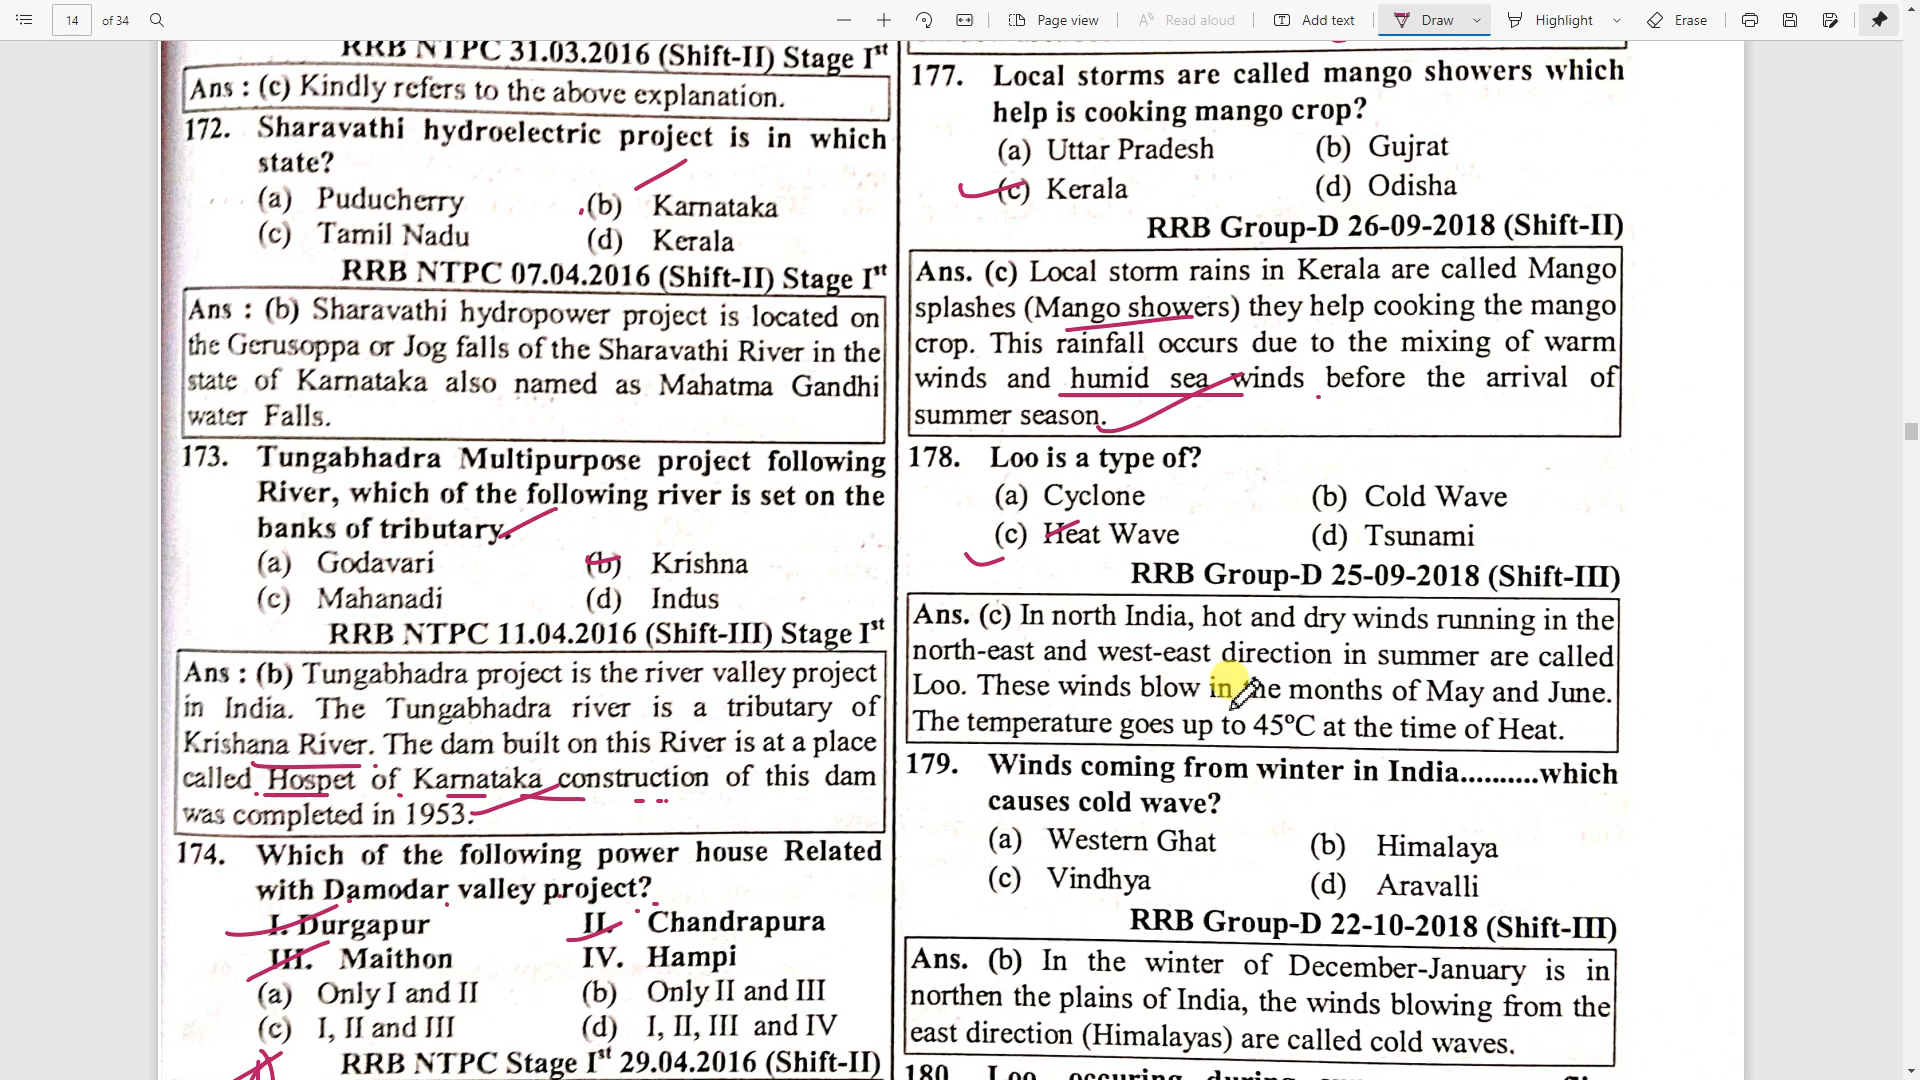 14 of 34
Page view
Read aloud
Add text
Draw
Highlight
Erase
RRB NTPC 31.03.2016 (Shift-II) Stage Iˢᵗ
Ans : (c) Kindly refers to the above explanation.
172. Sharavathi hydroelectric project is in which
state?
(a) Puducherry (b) Karnataka
(c) Tamil Nadu (d) Kerala
RRB NTPC 07.04.2016 (Shift-II) Stage Iˢᵗ
Ans : (b) Sharavathi hydropower project is located on
the Gerusoppa or Jog falls of the Sharavathi River in the
state of Karnataka also named as Mahatma Gandhi
water Falls.
173. Tungabhadra Multipurpose project following
River, which of the following river is set on the
banks of tributary.
(a) Godavari (b) Krishna
(c) Mahanadi (d) Indus
RRB NTPC 11.04.2016 (Shift-III) Stage Iˢᵗ
Ans : (b) Tungabhadra project is the river valley project
in India. The Tungabhadra river is a tributary of
Krishana River. The dam built on this River is at a place
called Hospet of Karnataka construction of this dam
was completed in 1953.
174. Which of the following power house Related
with Damodar valley project?
I. Durgapur II. Chandrapura
III. Maithon IV. Hampi
(a) Only I and II (b) Only II and III
(c) I, II and III (d) I, II, III and IV
RRB NTPC Stage Iˢᵗ 29.04.2016 (Shift-II)
177. Local storms are called mango showers which
help is cooking mango crop?
(a) Uttar Pradesh (b) Gujrat
(c) Kerala (d) Odisha
RRB Group-D 26-09-2018 (Shift-II)
Ans. (c) Local storm rains in Kerala are called Mango
splashes (Mango showers) they help cooking the mango
crop. This rainfall occurs due to the mixing of warm
winds and humid sea winds before the arrival of
summer season.
178. Loo is a type of?
(a) Cyclone (b) Cold Wave
(c) Heat Wave (d) Tsunami
RRB Group-D 25-09-2018 (Shift-III)
Ans. (c) In north India, hot and dry winds running in the
north-east and west-east direction in summer are called
Loo. These winds blow in the months of May and June.
The temperature goes up to 45ºC at the time of Heat.
179. Winds coming from winter in India..........which
causes cold wave?
(a) Western Ghat (b) Himalaya
(c) Vindhya (d) Aravalli
RRB Group-D 22-10-2018 (Shift-III)
Ans. (b) In the winter of December-January is in
northen the plains of India, the winds blowing from the
east direction (Himalayas) are called cold waves.
180. Loo occuring during